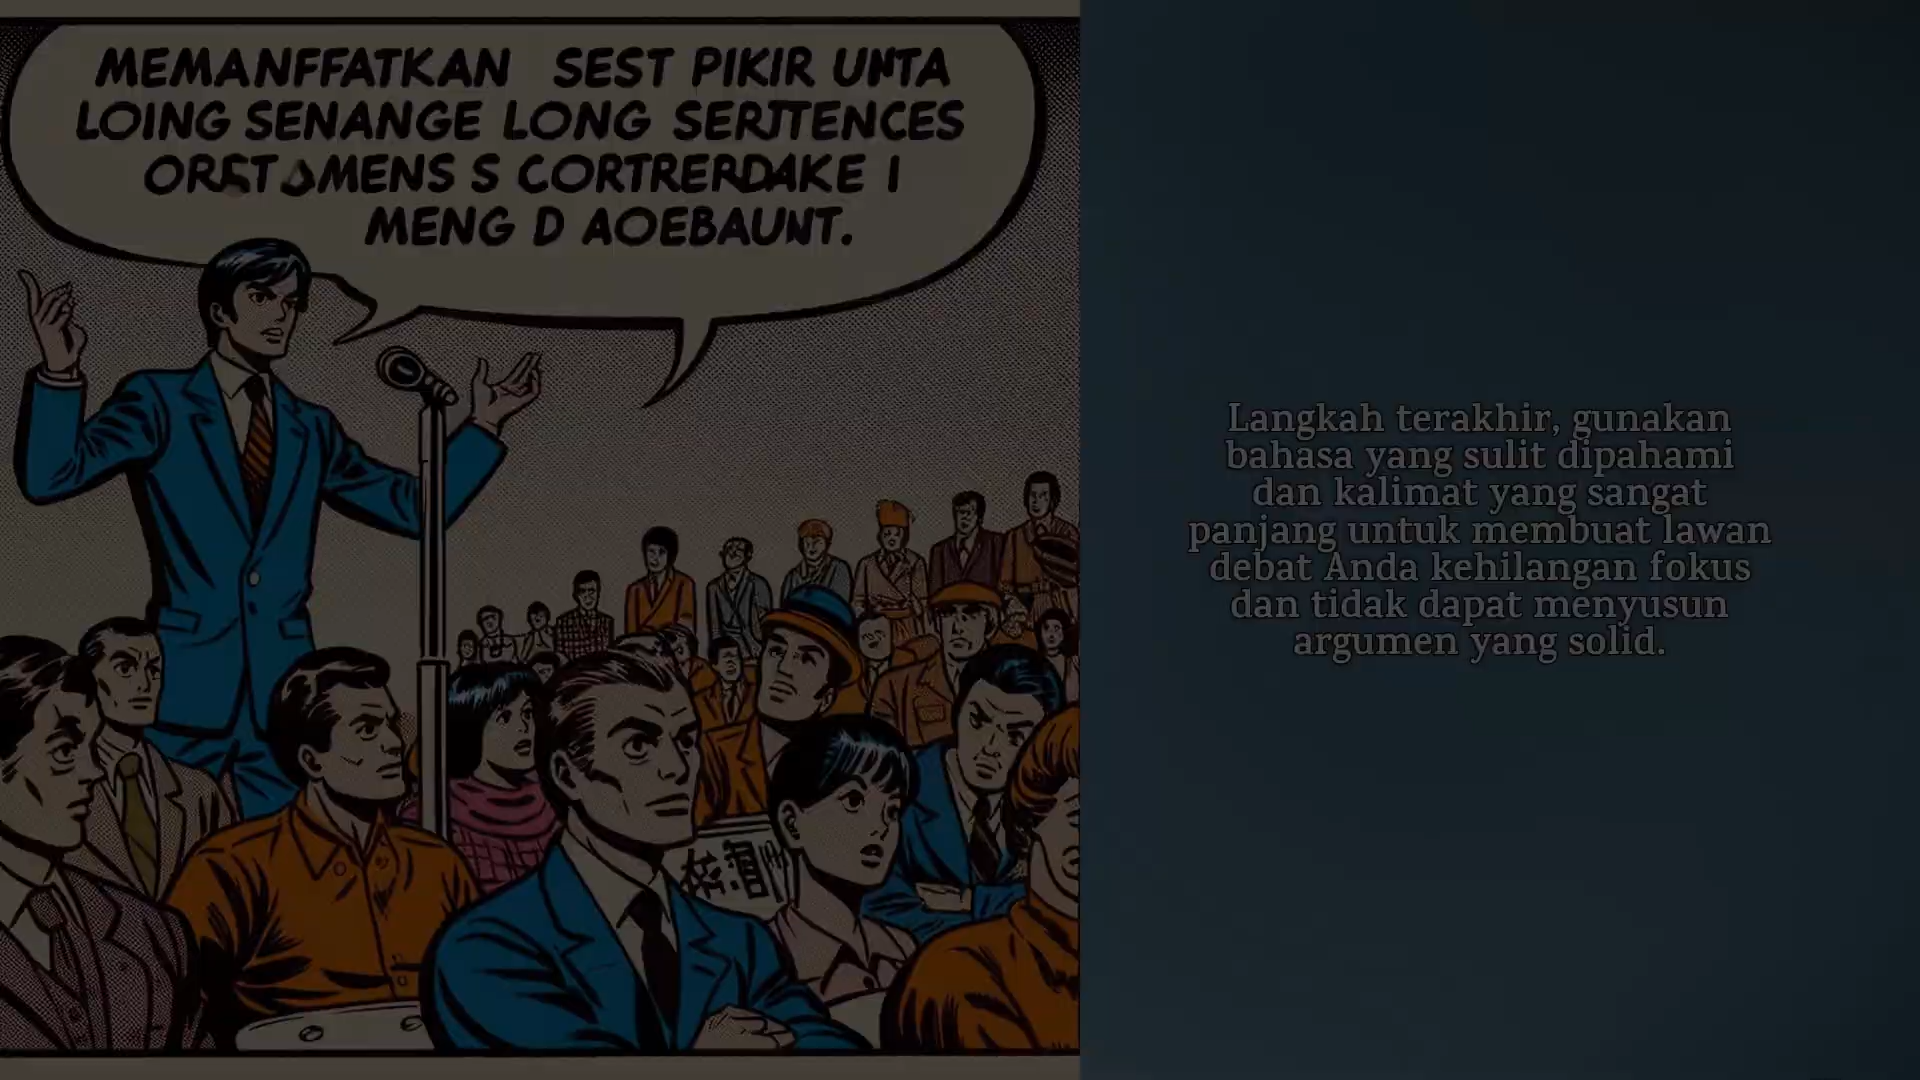 MEMANFFATKAN SEST PIKIR UNTA
LOING SENANGE LONG SERJTENCES
MENS S CORTRERDAKE I
MENG D AOEBAUNT.
Langkah terakhir, gunakan
bahasa yang sulit dipahami
dan kalimat yang sangat
panjang untuk membuat lawan
debat Anda kehilangan fokus
dan tidak dapat menyusun
argumen yang solid.